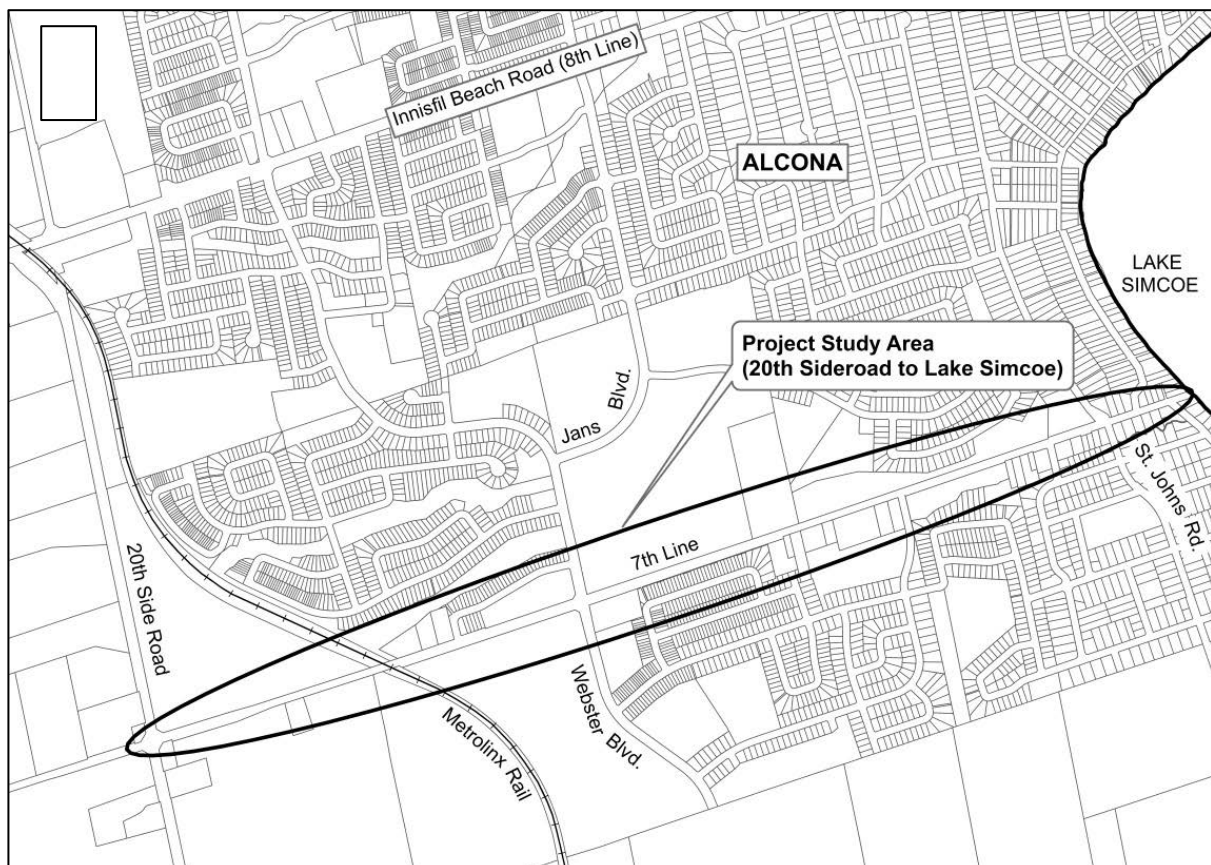 Innisfil Beach Road (8th Line)
ALCONA
LAKE
SIMCOE
Project Study Area
(20th Sideroad to Lake Simcoe)
Jans Blvd.
St. Johns Rd.
7th Line
20th Side Road
Webster Blvd.
Metrolinx Rail